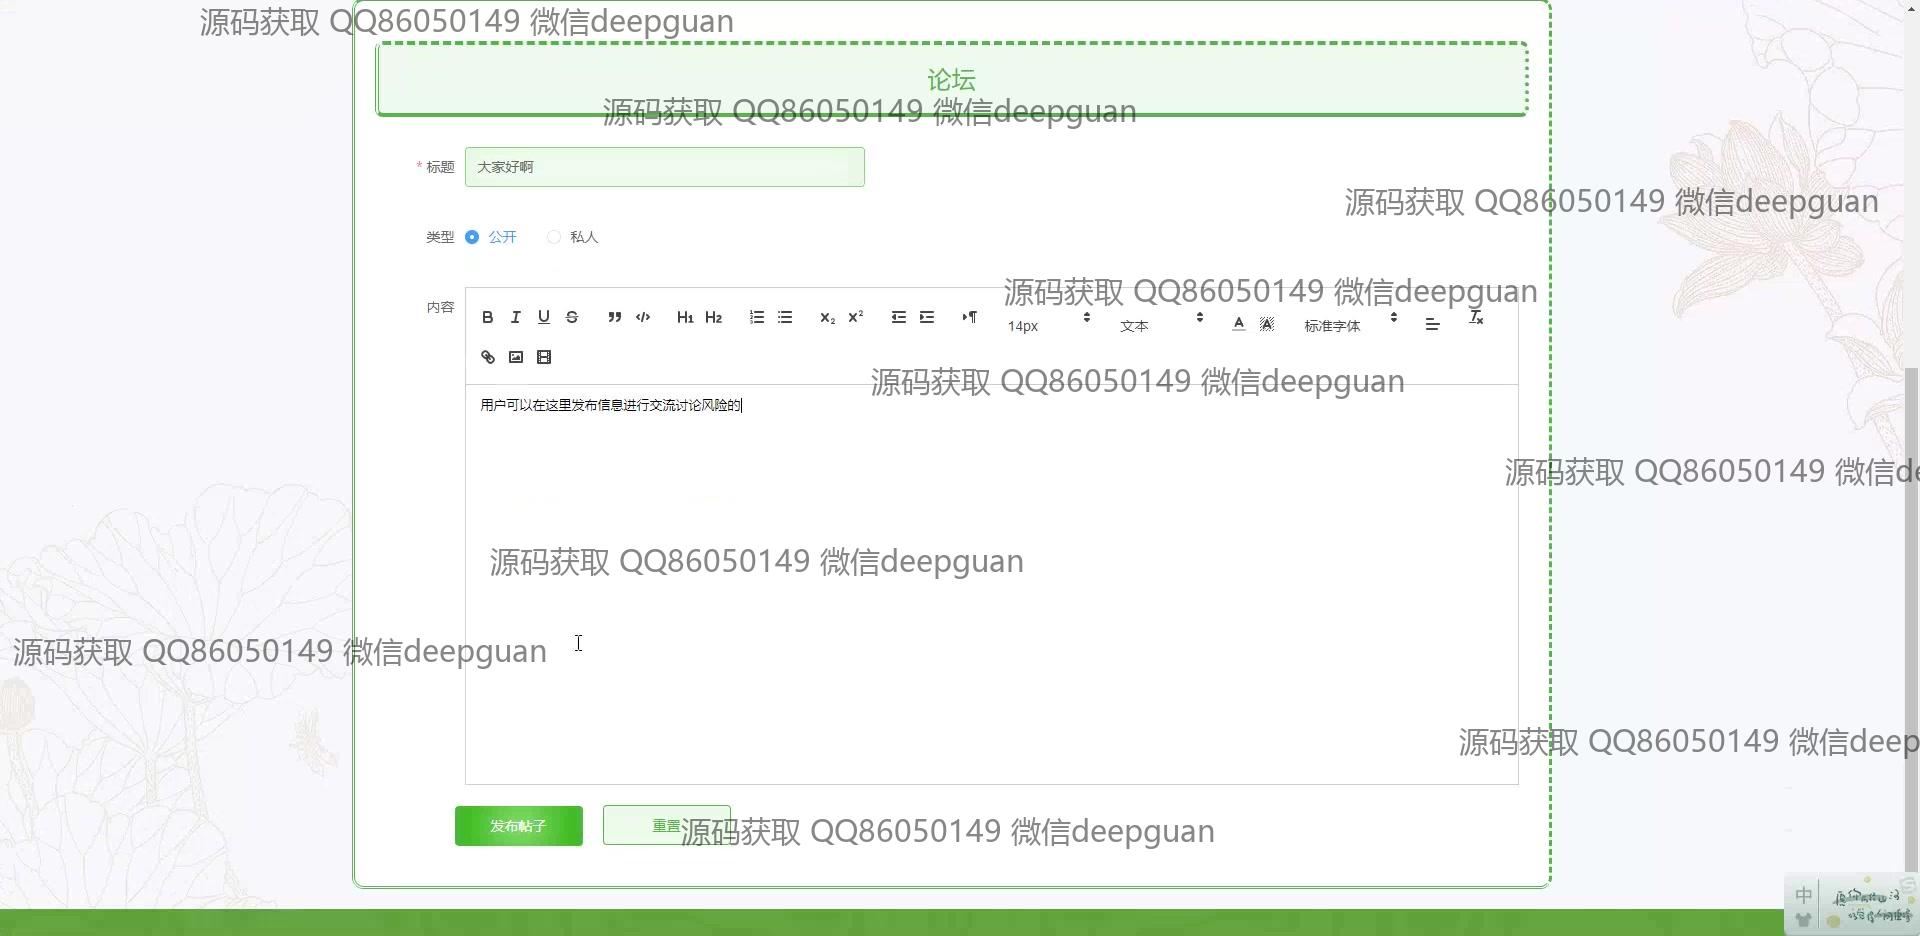 源码获取 QQ86050149 微信deepguan
论坛
源码获取 QQ86050149 微信deepguan
* 标题 大家好啊
源码获取 QQ86050149 微信deepguan
类型 公开 私人
源码获取 QQ86050149 微信deepguan
内容
B I U S H1 H2 X2 X2 14px 文本 A A 标准字体 Tx
源码获取 QQ86050149 微信deepguan
用户可以在这里发布信息进行交流讨论风险的
源码获取 QQ86050149 微信de
源码获取 QQ86050149 微信deepguan
源码获取 QQ86050149 微信deepguan
源码获取 QQ86050149 微信deep
发布帖子 重置
源码获取 QQ86050149 微信deepguan
中